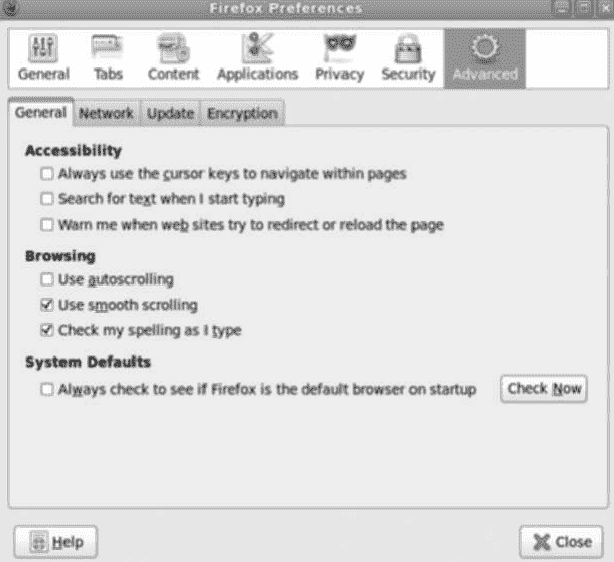 Firefox Preferences
General Tabs Content Applications Privacy Security Advanced
General Network Update Encryption
Accessibility
Always use the cursor keys to navigate within pages
Search for text when I start typing
Warn me when web sites try to redirect or reload the page
Browsing
Use autoscrolling
Use smooth scrolling
Check my spelling as I type
System Defaults
Always check to see if Firefox is the default browser on startup Check Now
Help Close